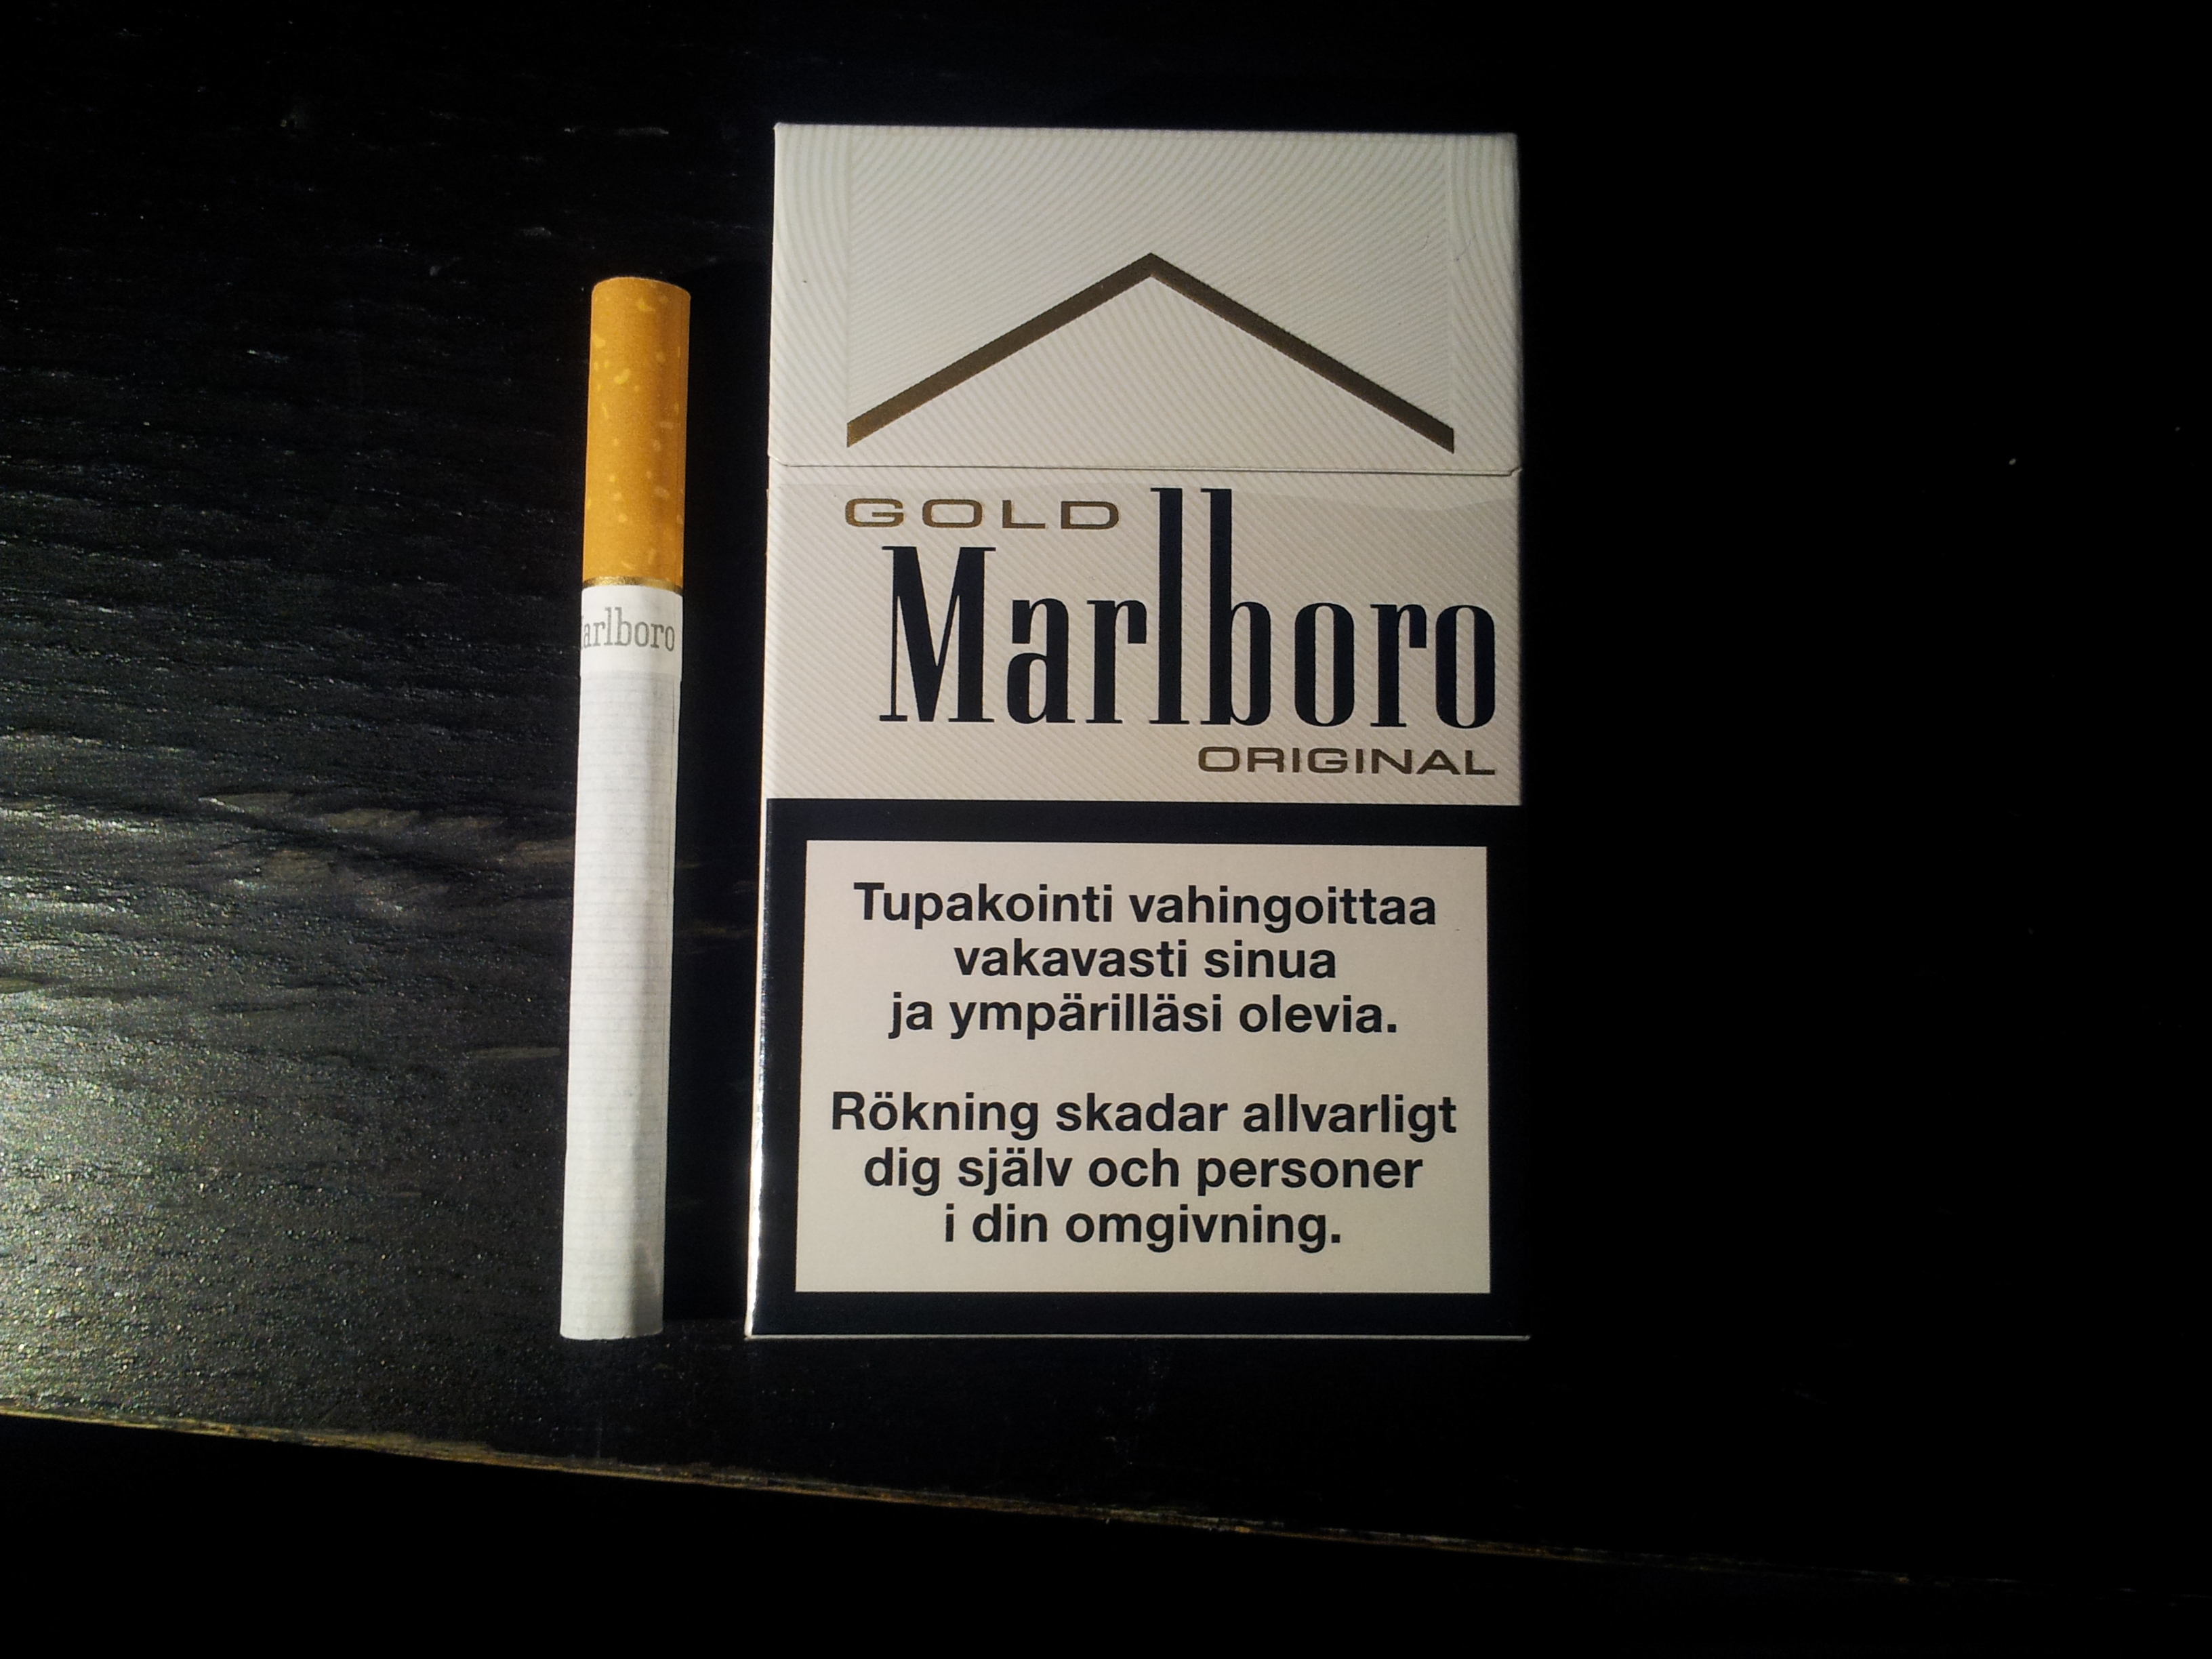 GOLD
Marlboro
ORIGINAL
arlboro
Tupakointi vahingoittaa
vakavasti sinua
ja ympärilläsi olevia.
Rökning skadar allvarligt
dig själv och personer
i din omgivning.